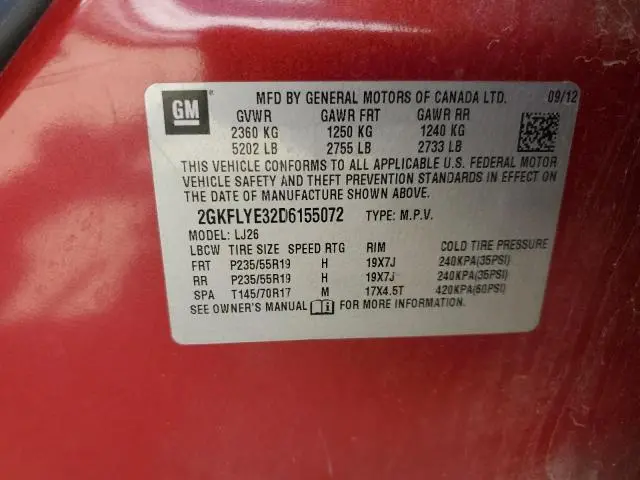 GM
MFD BY GENERAL MOTORS OF CANADA LTD. 09/12
GVWR GAWR FRT GAWR RR
2360 KG 1250 KG 1240 KG
5202 LB 2755 LB 2733 LB
THIS VEHICLE CONFORMS TO ALL APPLICABLE U.S. FEDERAL MOTOR
VEHICLE SAFETY AND THEFT PREVENTION STANDARDS IN EFFECT ON
THE DATE OF MANUFACTURE SHOWN ABOVE.
2GKFLYE32D6155072 TYPE: M.P.V.
MODEL: LJ26
LBCW TIRE SIZE SPEED RTG RIM COLD TIRE PRESSURE
FRT P235/55R19 H 19X7J 240KPA(35PSI)
RR P235/55R19 H 19X7J 240KPA(35PSI)
SPA T145/70R17 M 17X4.5T 420KPA(60PSI)
SEE OWNER'S MANUAL i FOR MORE INFORMATION.